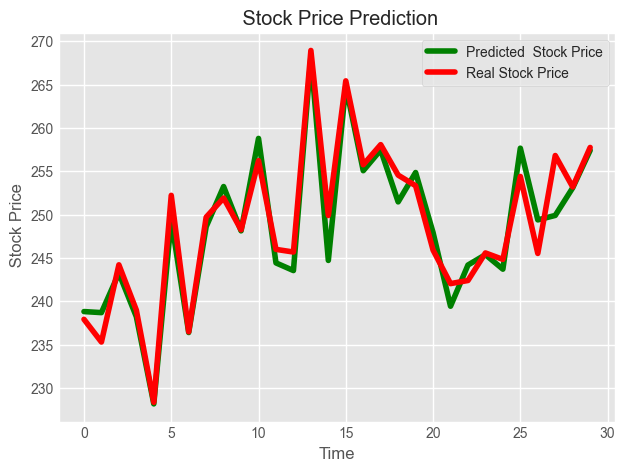 Stock Price Prediction
270
265
260
255
250
245
240
235
230
Stock Price
Predicted  Stock Price
Real Stock Price
0 5 10 15 20 25 30
Time